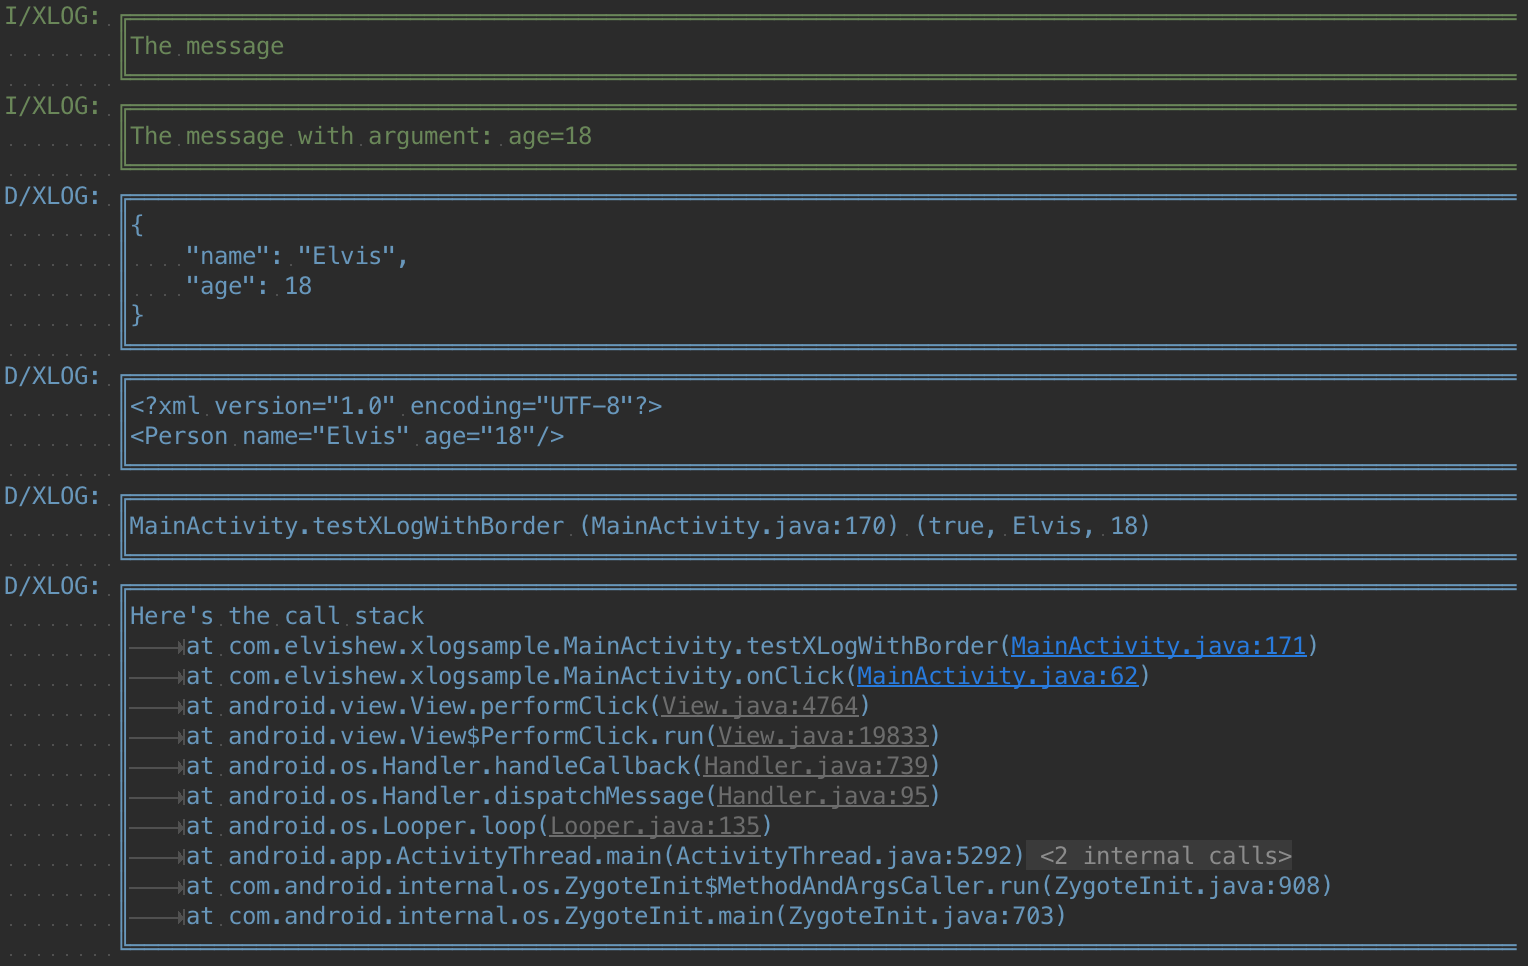 I/XLOG:
The message
I/XLOG:
The message with argument: age=18
D/XLOG:
{
    "name": "Elvis",
    "age": 18
}
D/XLOG:
<?xml version="1.0" encoding="UTF-8"?>
<Person name="Elvis" age="18"/>
D/XLOG:
MainActivity.testXLogWithBorder (MainActivity.java:170) (true, Elvis, 18)
D/XLOG:
Here's the call stack
at com.elvishew.xlogsample.MainActivity.testXLogWithBorder(MainActivity.java:171)
at com.elvishew.xlogsample.MainActivity.onClick(MainActivity.java:62)
at android.view.View.performClick(View.java:4764)
at android.view.View$PerformClick.run(View.java:19833)
at android.os.Handler.handleCallback(Handler.java:739)
at android.os.Handler.dispatchMessage(Handler.java:95)
at android.os.Looper.loop(Looper.java:135)
at android.app.ActivityThread.main(ActivityThread.java:5292) <2 internal calls>
at com.android.internal.os.ZygoteInit$MethodAndArgsCaller.run(ZygoteInit.java:908)
at com.android.internal.os.ZygoteInit.main(ZygoteInit.java:703)